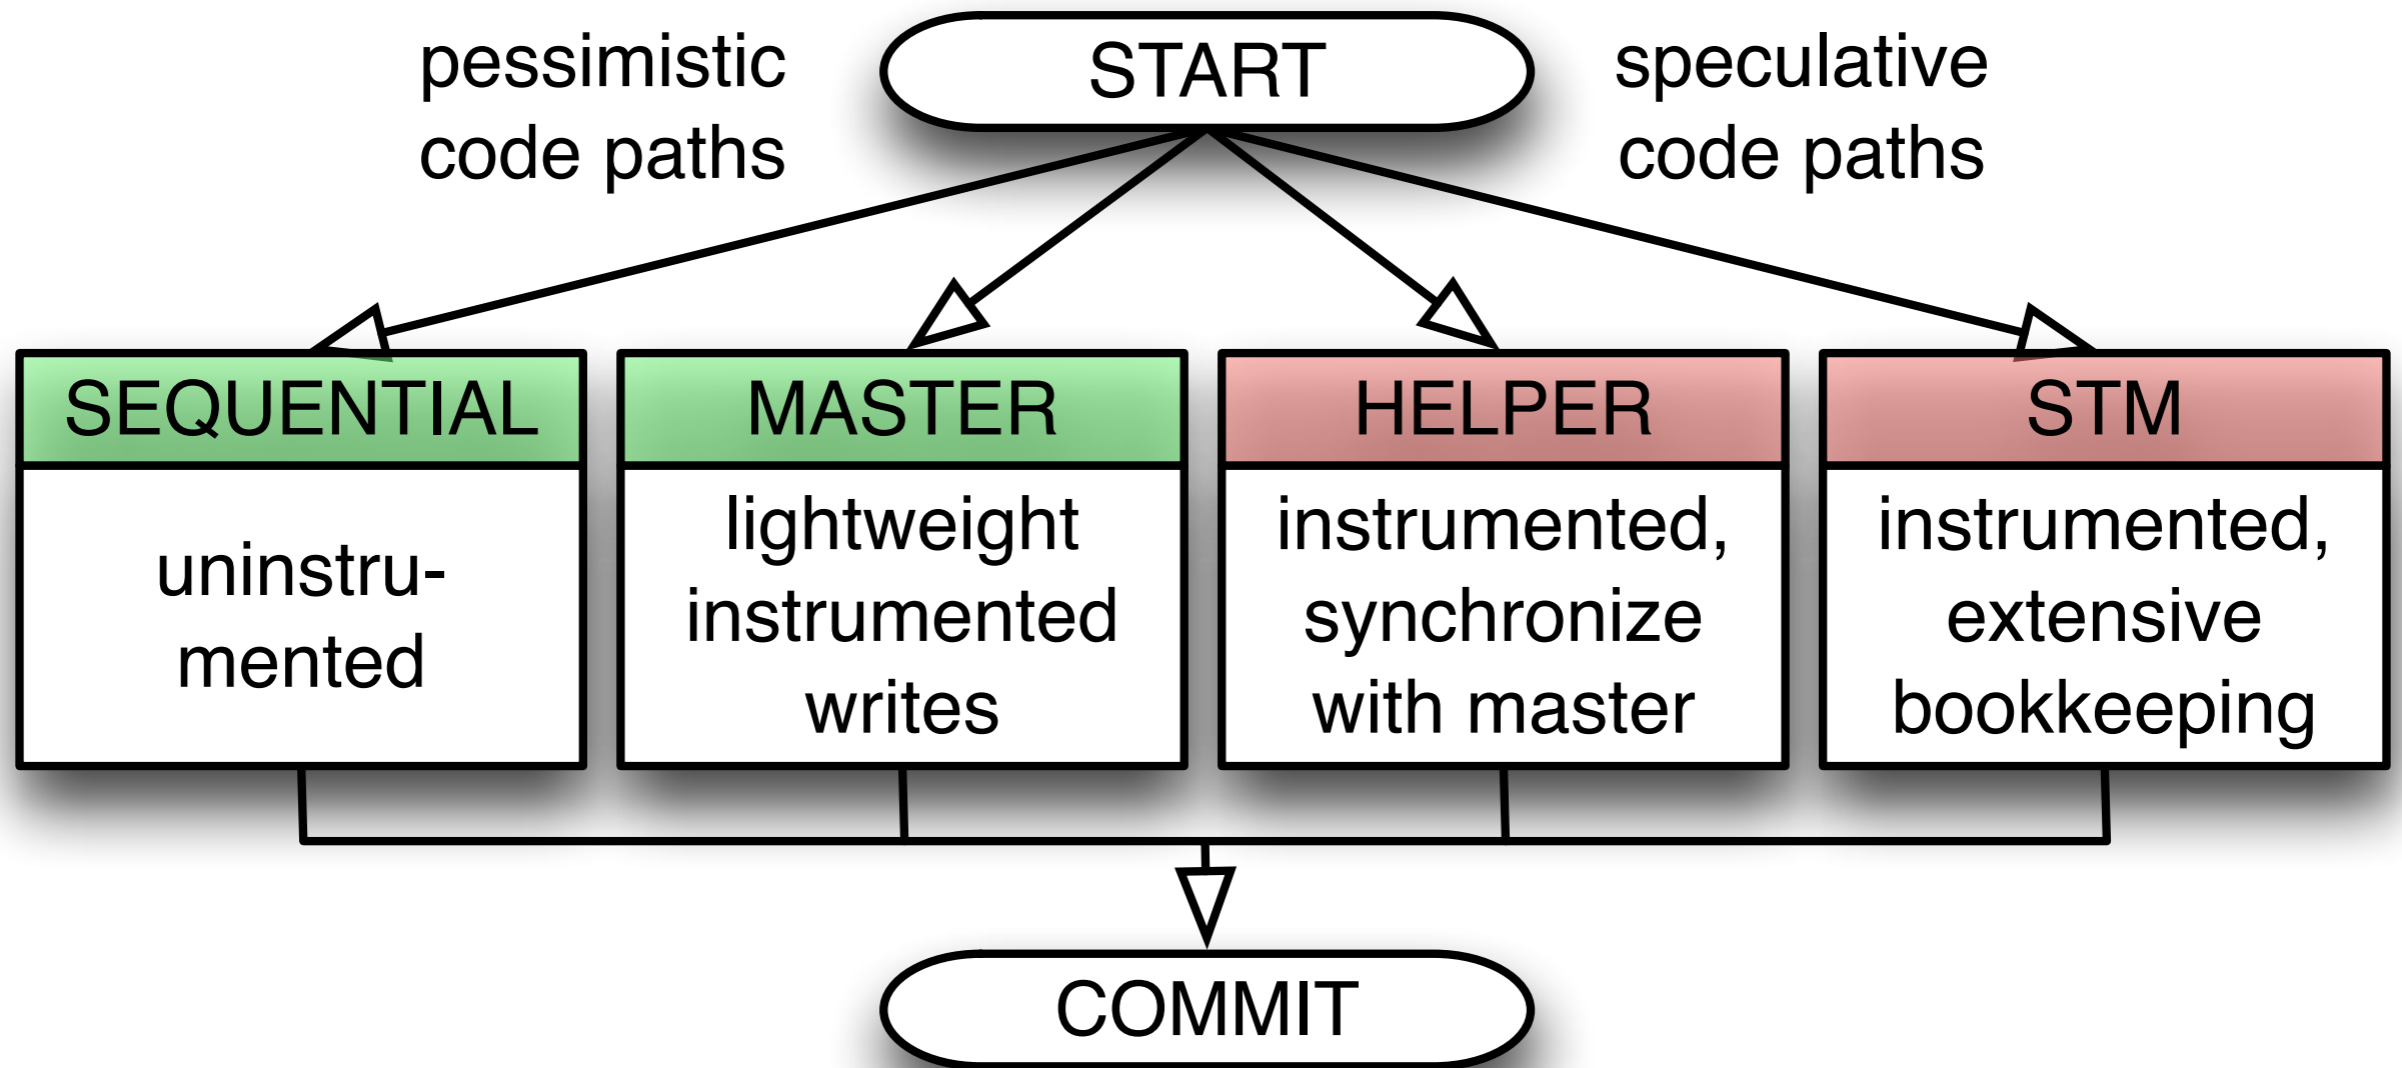 pessimistic
code paths
START
speculative
code paths
SEQUENTIAL
uninstru-
mented
MASTER
lightweight
instrumented
writes
HELPER
instrumented,
synchronize
with master
STM
instrumented,
extensive
bookkeeping
COMMIT